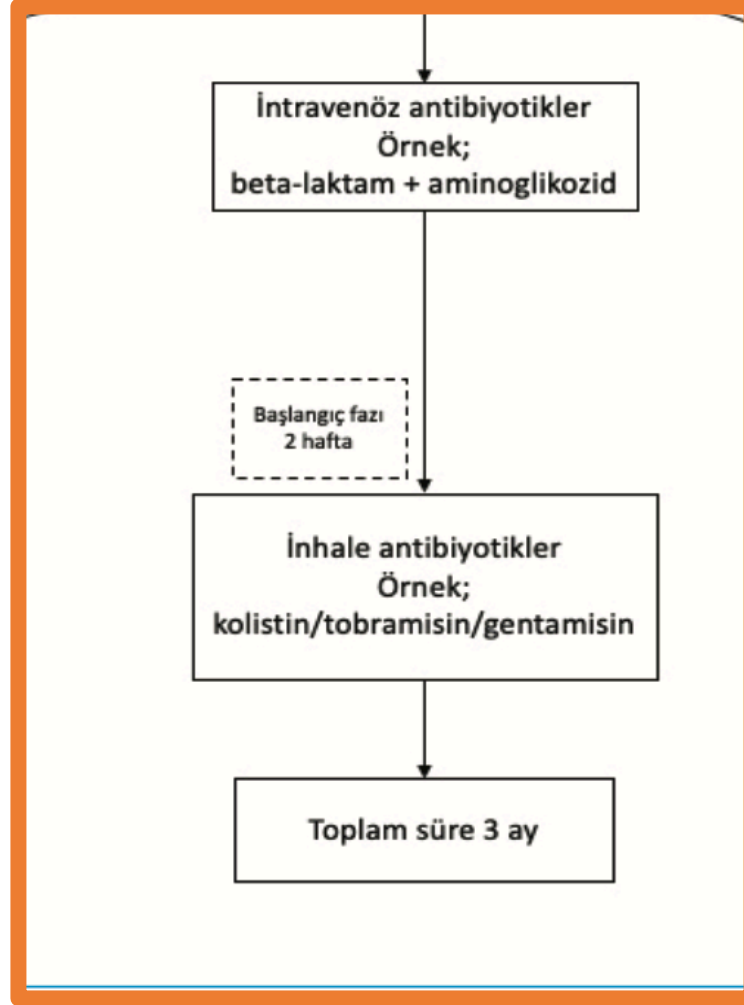 İntravenöz antibiyotikler
Örnek;
beta-laktam + aminoglikozid
Başlangıç fazı
2 hafta
İnhale antibiyotikler
Örnek;
kolistin/tobramisin/gentamisin
Toplam süre 3 ay